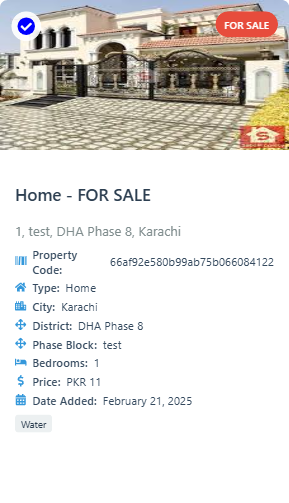 FOR SALE
Home - FOR SALE
1, test, DHA Phase 8, Karachi
Property
Code:
66af92e580b99ab75b066084122
Type: Home
City: Karachi
District: DHA Phase 8
Phase Block: test
Bedrooms: 1
Price: PKR 11
Date Added: February 21, 2025
Water